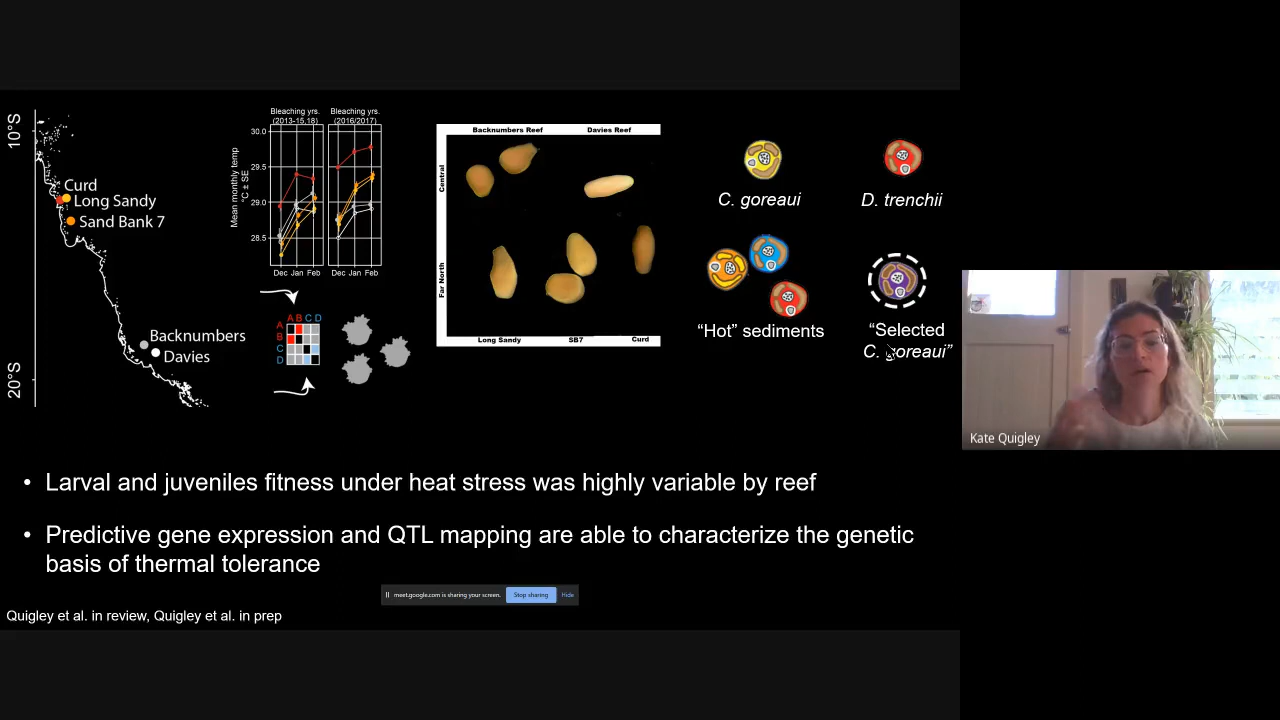 10°S
20°S
Curd
Long Sandy
Sand Bank 7
Backnumbers
Davies
Bleaching yrs.
(2013-15,18)
Bleaching yrs.
(2016/2017)
Mean monthly temp
°C ± SE
30.0
29.5
29.0
28.5
Dec Jan Feb
Dec Jan Feb
A B C D
A
B
C
D
Backnumbers Reef
Davies Reef
Central
Far North
Long Sandy
SB7
Curd
C. goreaui
D. trenchii
“Hot” sediments
“Selected
C. goreaui”
Kate Quigley
• Larval and juveniles fitness under heat stress was highly variable by reef
• Predictive gene expression and QTL mapping are able to characterize the genetic
basis of thermal tolerance
meet.google.com is sharing your screen.
Stop sharing
Hide
Quigley et al. in review, Quigley et al. in prep